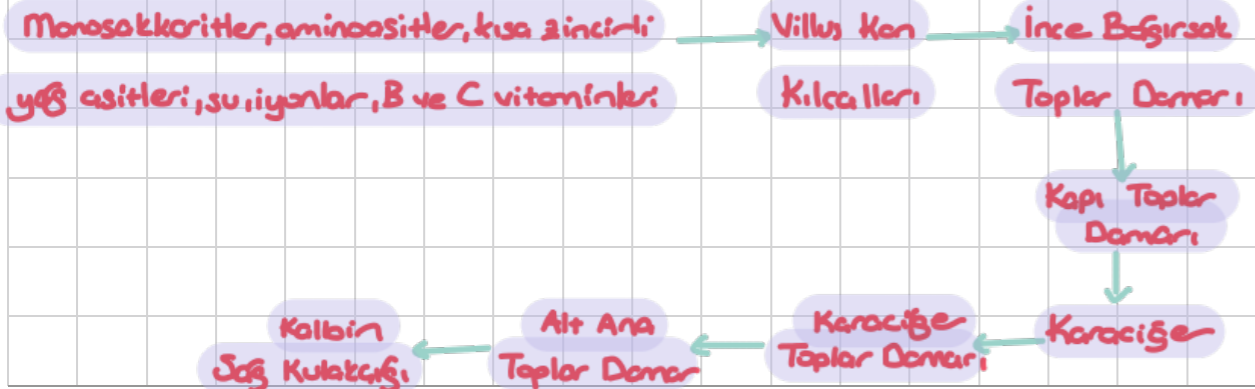 Monosakkaritler, aminoasitler, kısa zincirli
yağ asitleri, su, iyonlar, B ve C vitaminleri
Villus Kan
Kılcalları
İnce Bağırsak
Toplar Damarı
Kapı Toplar
Damarı
Karaciğer
Karaciğer
Toplar Damarı
Alt Ana
Toplar Damar
Kalbin
Sağ Kulakçığı